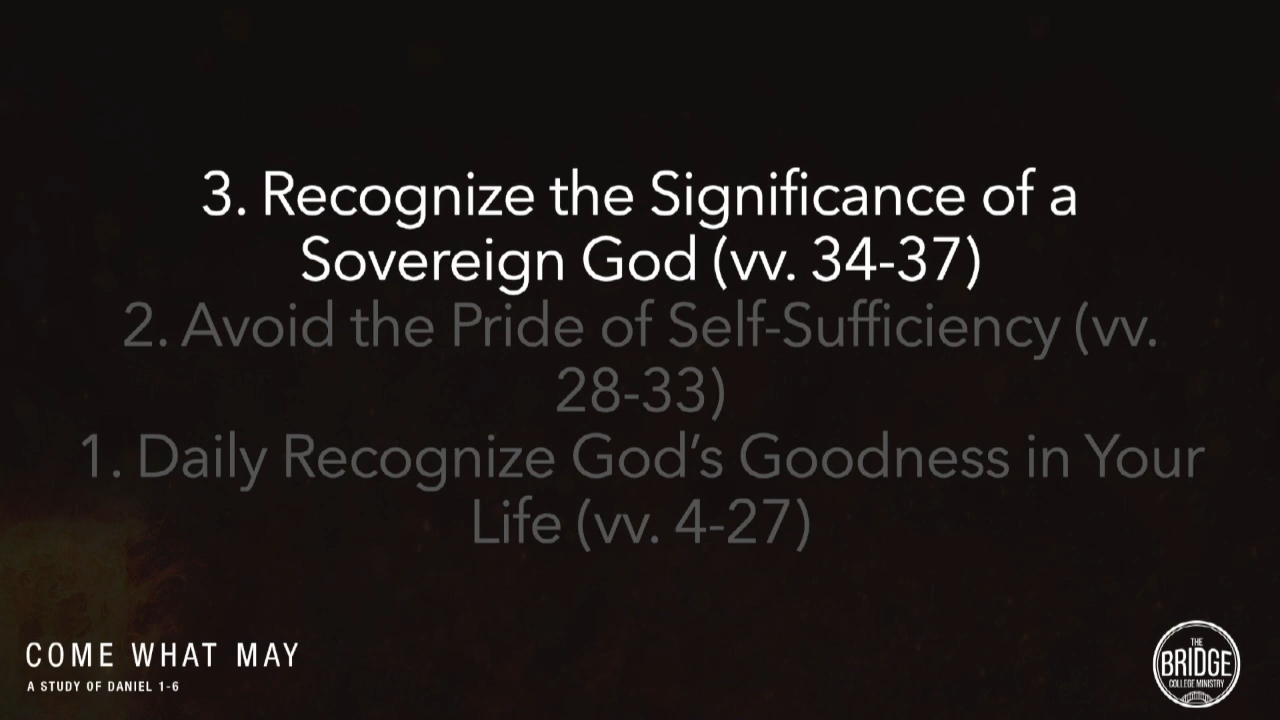 3. Recognize the Significance of a
Sovereign God (vv. 34-37)
2. Avoid the Pride of Self-Sufficiency (vv.
28-33)
1. Daily Recognize God’s Goodness in Your
Life (vv. 4-27)
COME WHAT MAY
A STUDY OF DANIEL 1-6
THE
BRIDGE
COLLEGE MINISTRY